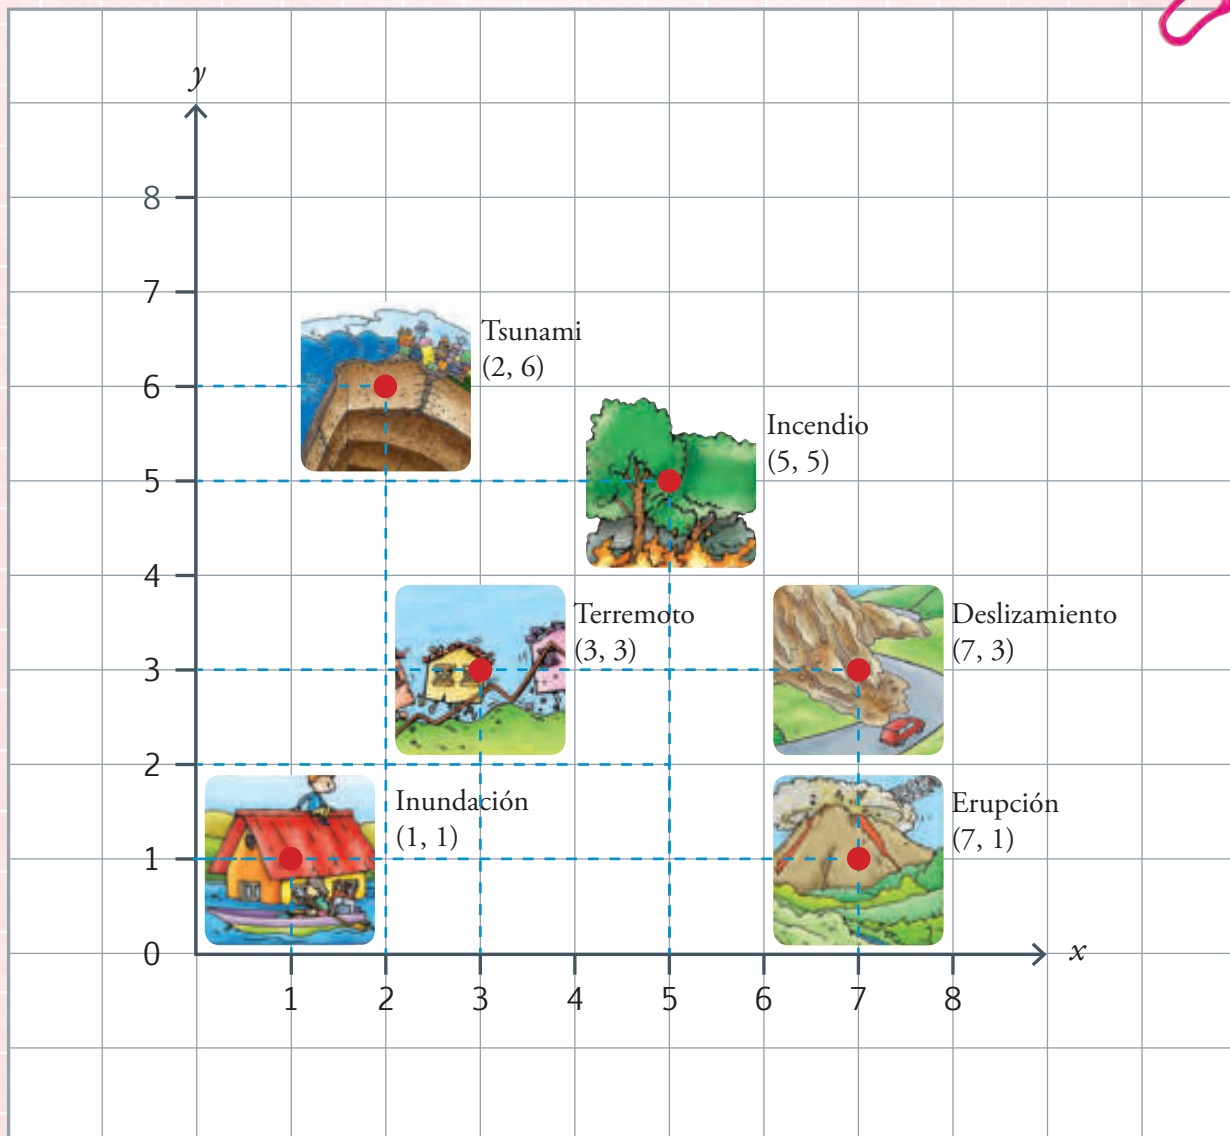 y
8
7
Tsunami
(2, 6)
6
Incendio
(5, 5)
5
4
Terremoto
(3, 3)
Deslizamiento
(7, 3)
3
2
Inundación
(1, 1)
Erupción
(7, 1)
1
0
x
1 2 3 4 5 6 7 8